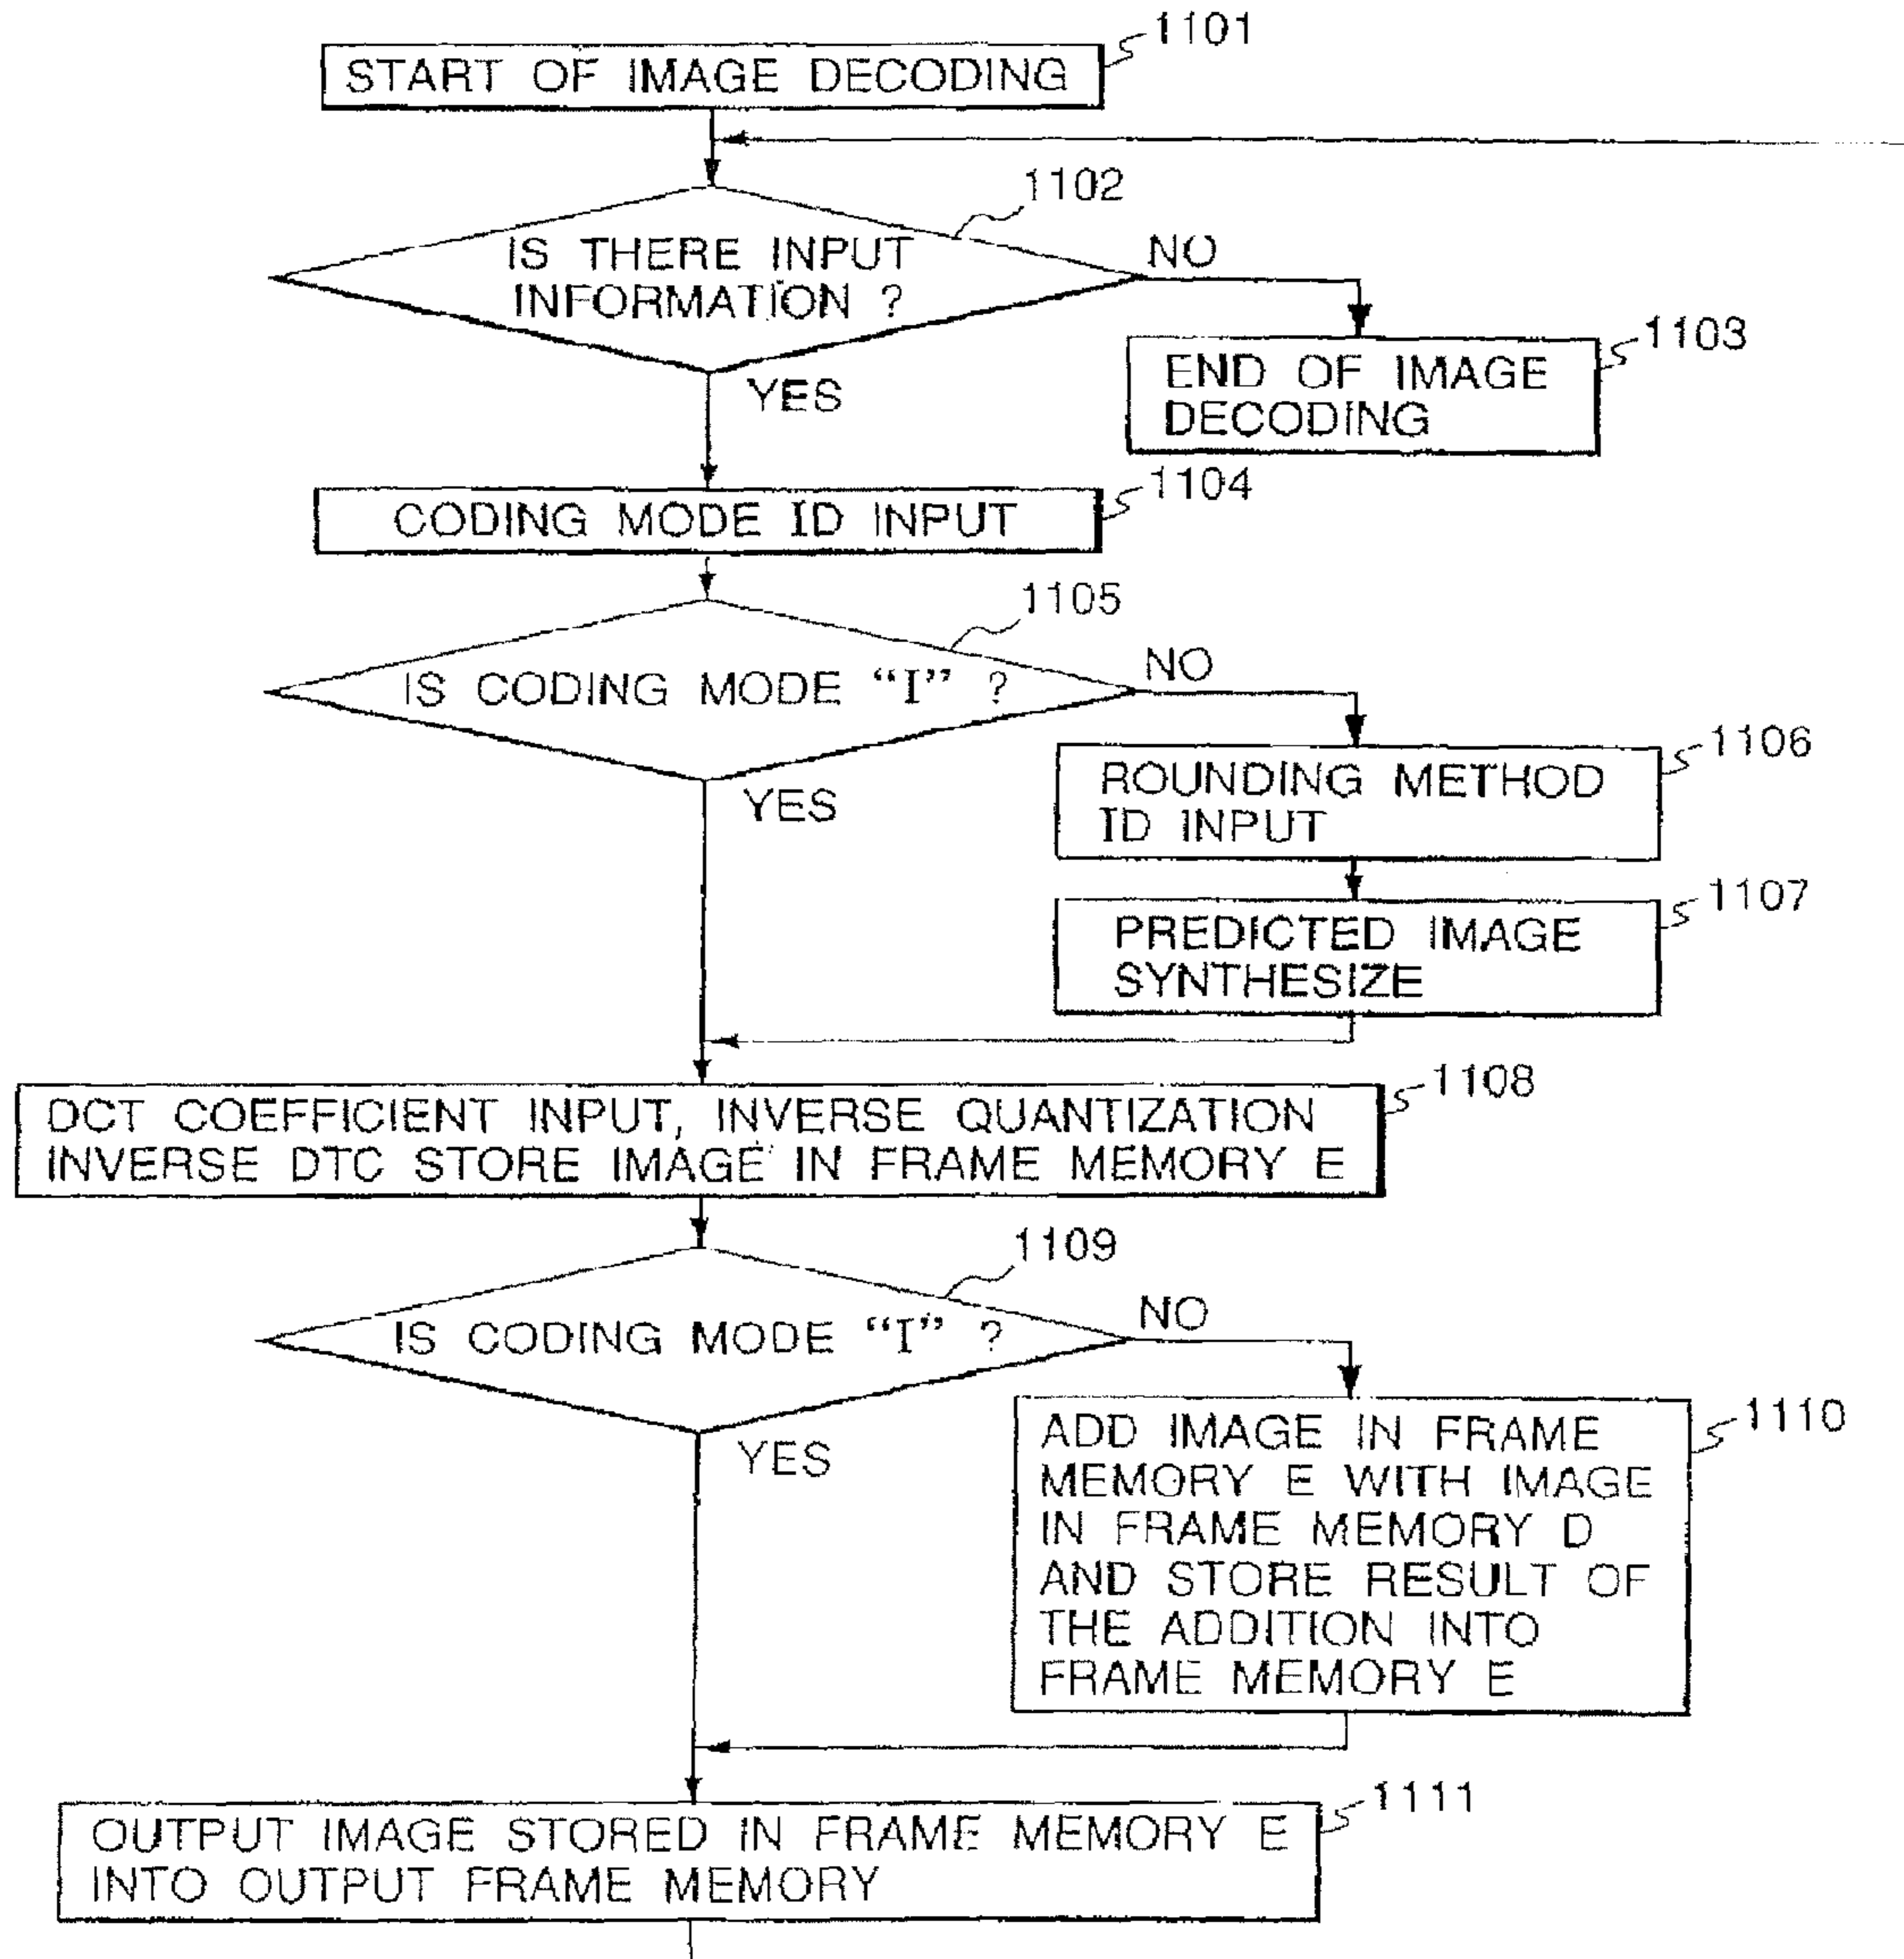 1101
START OF IMAGE DECODING
1102
IS THERE INPUT
INFORMATION ?
NO
YES
1103
END OF IMAGE
DECODING
1104
CODING MODE ID INPUT
1105
IS CODING MODE “I” ?
NO
YES
1106
ROUNDING METHOD
ID INPUT
1107
PREDICTED IMAGE
SYNTHESIZE
1108
DCT COEFFICIENT INPUT, INVERSE QUANTIZATION
INVERSE DTC STORE IMAGE IN FRAME MEMORY E
1109
IS CODING MODE “I” ?
NO
YES
1110
ADD IMAGE IN FRAME
MEMORY E WITH IMAGE
IN FRAME MEMORY D
AND STORE RESULT OF
THE ADDITION INTO
FRAME MEMORY E
1111
OUTPUT IMAGE STORED IN FRAME MEMORY E
INTO OUTPUT FRAME MEMORY